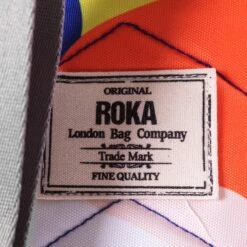 ORIGINAL
ROKA
London Bag Company
Trade Mark
FINE QUALITY